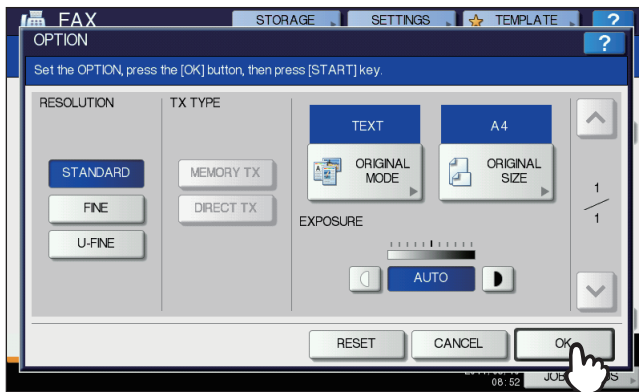 FAX STORAGE SETTINGS TEMPLATE ?
OPTION ?
Set the OPTION, press the [OK] button, then press [START] key.
RESOLUTION TX TYPE
TEXT A4
STANDARD MEMORY TX ORIGINAL MODE ORIGINAL SIZE
FINE DIRECT TX
1
1
EXPOSURE
U-FINE
AUTO
RESET CANCEL OK
08:52